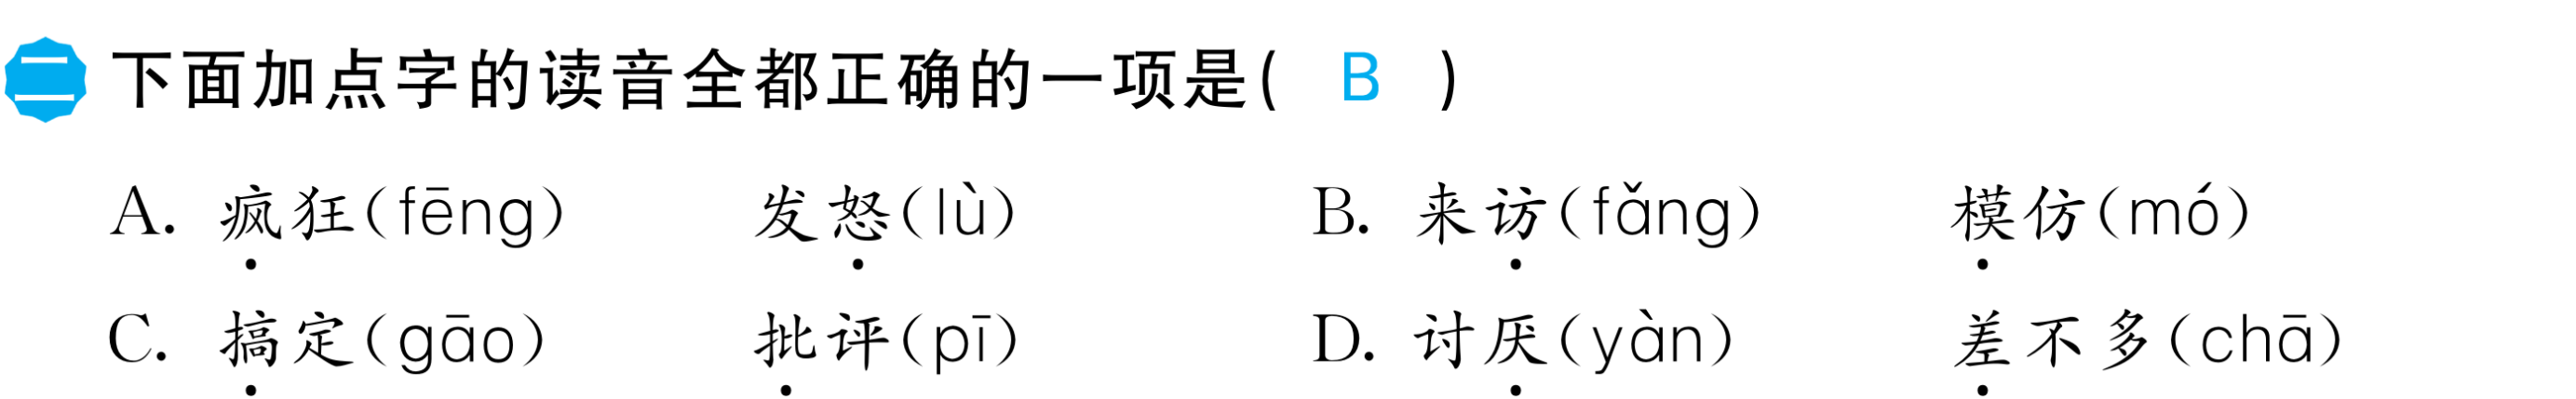 二 下面加点字的读音全都正确的一项是( B )
A. 疯狂(fēng) 发怒(lù) B. 来访(fǎng) 模仿(mó)
C. 搞定(gāo) 批评(pī) D. 讨厌(yàn) 差不多(chā)